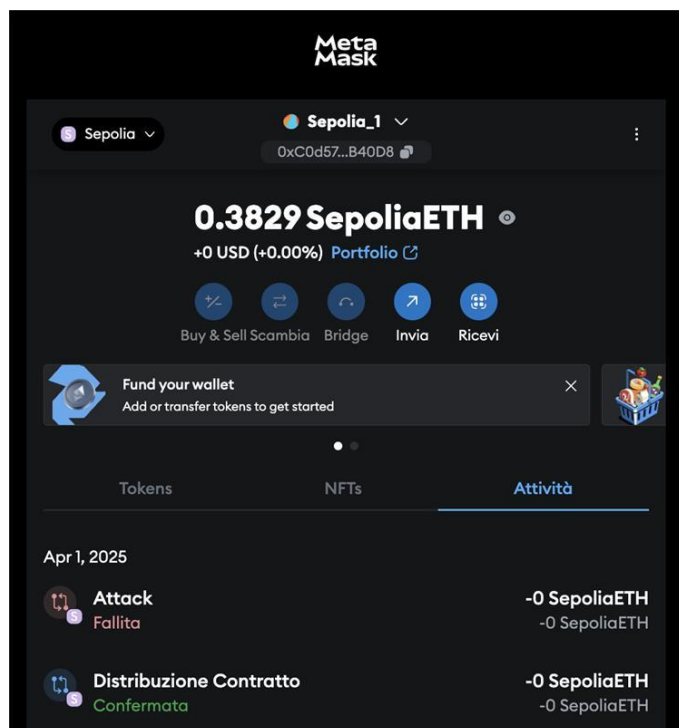 Meta
Mask
S Sepolia
Sepolia_1
0xC0d57...B40D8
0.3829 SepoliaETH
+0 USD (+0.00%) Portfolio
Buy & Sell Scambia Bridge Invia Ricevi
Fund your wallet
Add or transfer tokens to get started
Tokens NFTs Attività
Apr 1, 2025
Attack -0 SepoliaETH
S Fallita -0 SepoliaETH
Distribuzione Contratto -0 SepoliaETH
S Confermata -0 SepoliaETH